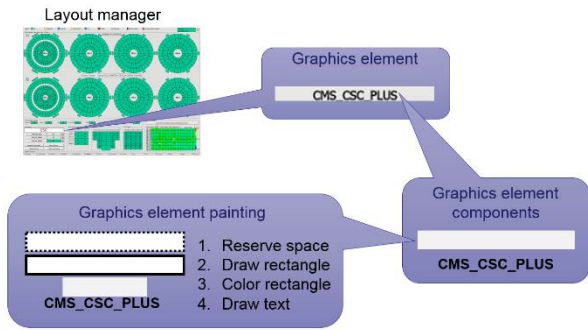 Layout manager
Graphics element
CMS_CSC_PLUS
Graphics element
components
CMS_CSC_PLUS
Graphics element painting
1. Reserve space
2. Draw rectangle
3. Color rectangle
4. Draw text
CMS_CSC_PLUS